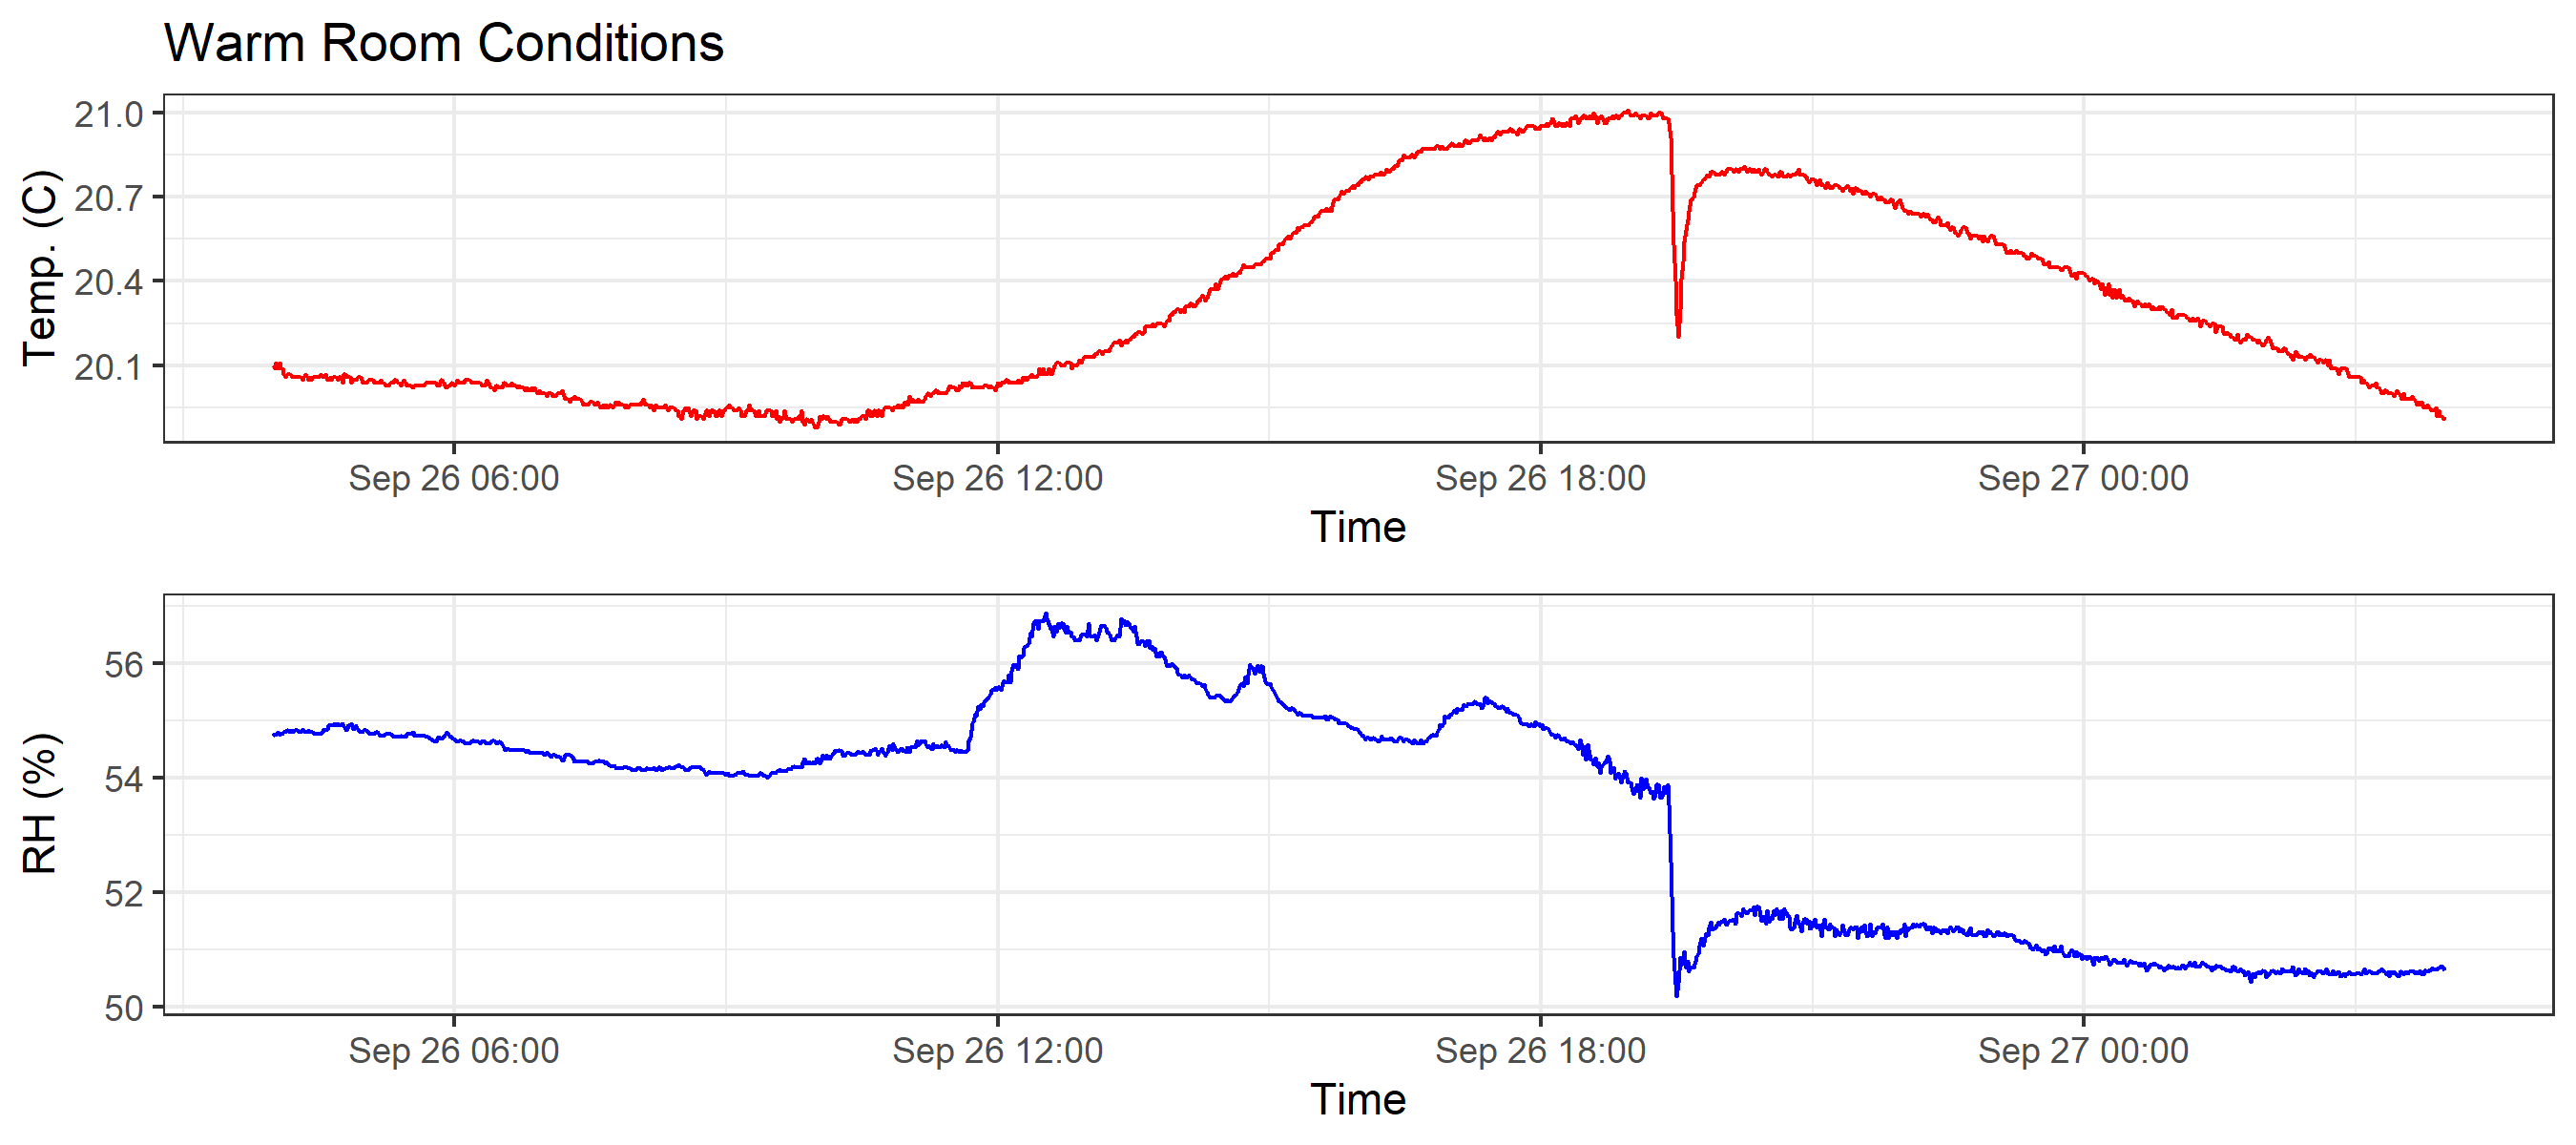 Warm Room Conditions
Temp. (C)
21.0
20.7
20.4
20.1
Sep 26 06:00 Sep 26 12:00 Sep 26 18:00 Sep 27 00:00
Time
RH (%)
56
54
52
50
Sep 26 06:00 Sep 26 12:00 Sep 26 18:00 Sep 27 00:00
Time